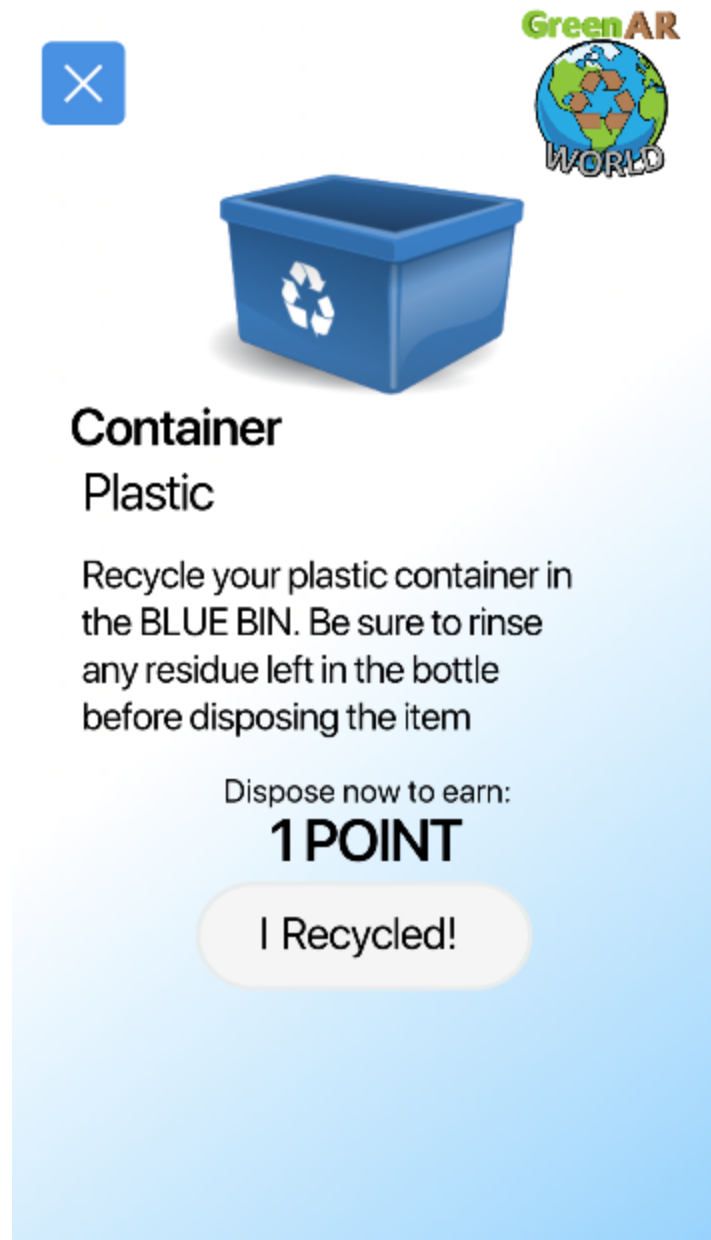 GreenAR
WORLD
Container
Plastic
Recycle your plastic container in
the BLUE BIN. Be sure to rinse
any residue left in the bottle
before disposing the item
Dispose now to earn:
1 POINT
I Recycled!